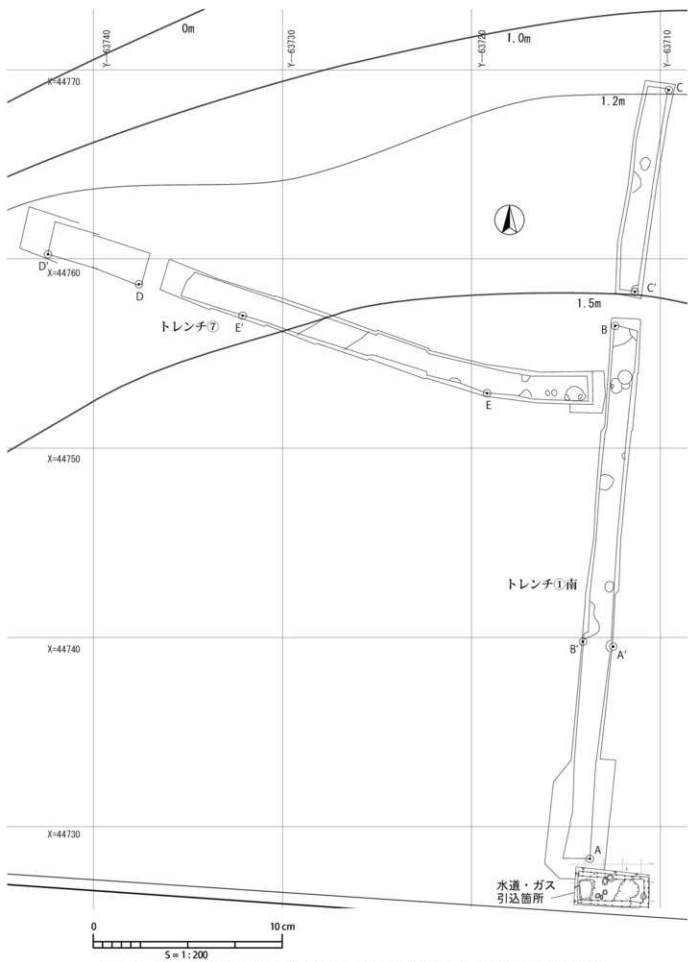 Y=-63740
Y=-63730
Y=-63720
Y=-63710
0m
1.0m
X=44770
C
1.2m
D'
X=44760
D
C'
1.5m
E'
トレンチ⑦
B
E
X=44750
トレンチ①南
X=44740
B'
A'
X=44730
A
水道・ガス
引込箇所
0
10cm
S=1:200